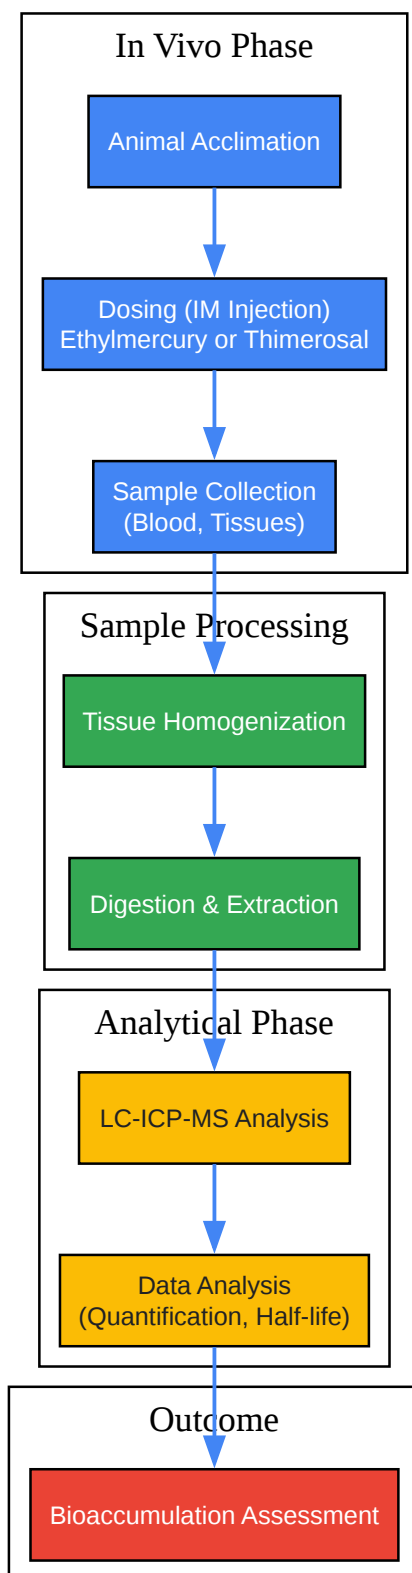 In Vivo Phase
Animal Acclimation
Dosing (IM Injection)
Ethylmercury or Thimerosal
Sample Collection
(Blood, Tissues)
Sample Processing
Tissue Homogenization
Digestion & Extraction
Analytical Phase
LC-ICP-MS Analysis
Data Analysis
(Quantification, Half-life)
Outcome
Bioaccumulation Assessment